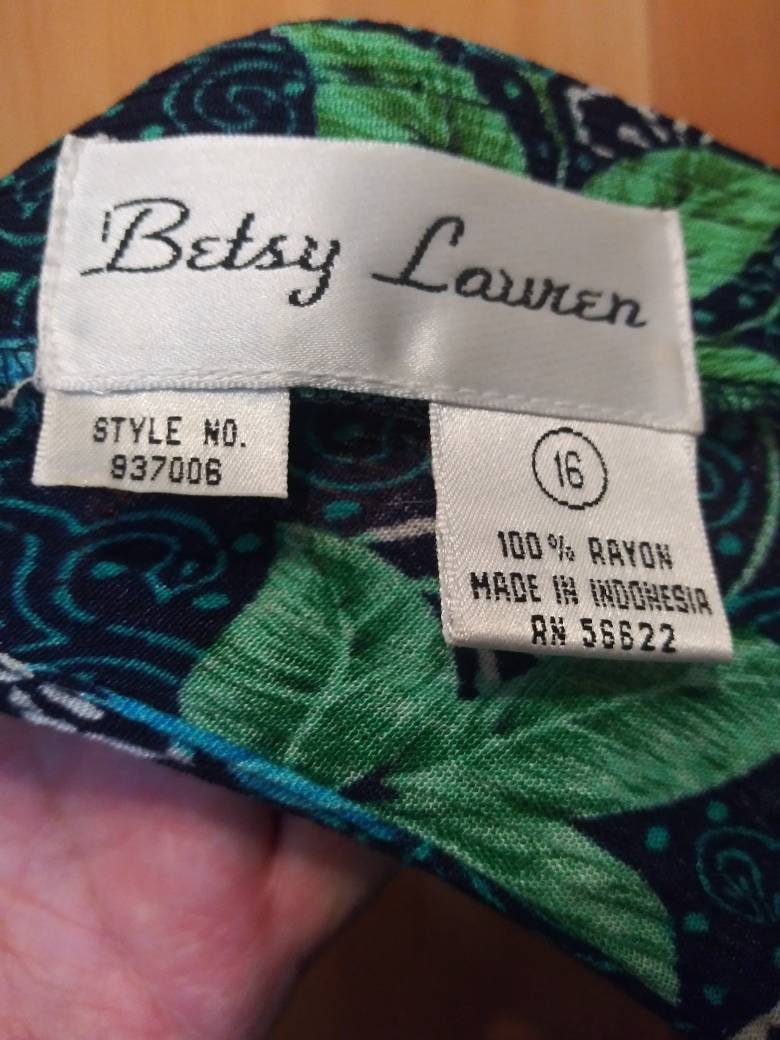 Betsy Lauren
STYLE NO.
937006
16
100% RAYON
MADE IN INDONESIA
RN 56622